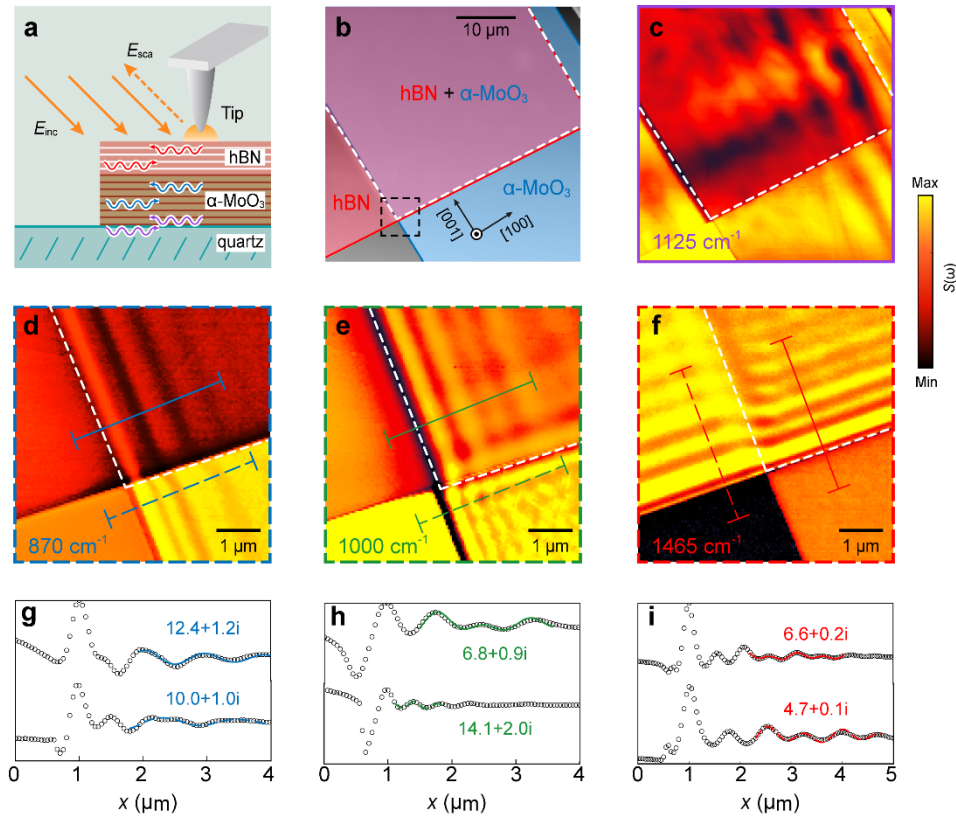 a
E_sca
E_inc
Tip
hBN
α-MoO₃
quartz
b
10 μm
hBN + α-MoO₃
hBN
α-MoO₃
[001]
[100]
c
1125 cm⁻¹
Max
S(ω)
Min
d
870 cm⁻¹
1 μm
e
1000 cm⁻¹
1 μm
f
1465 cm⁻¹
1 μm
g
12.4+1.2i
10.0+1.0i
0 1 2 3 4
x (μm)
h
6.8+0.9i
14.1+2.0i
0 1 2 3 4
x (μm)
i
6.6+0.2i
4.7+0.1i
0 1 2 3 4 5
x (μm)